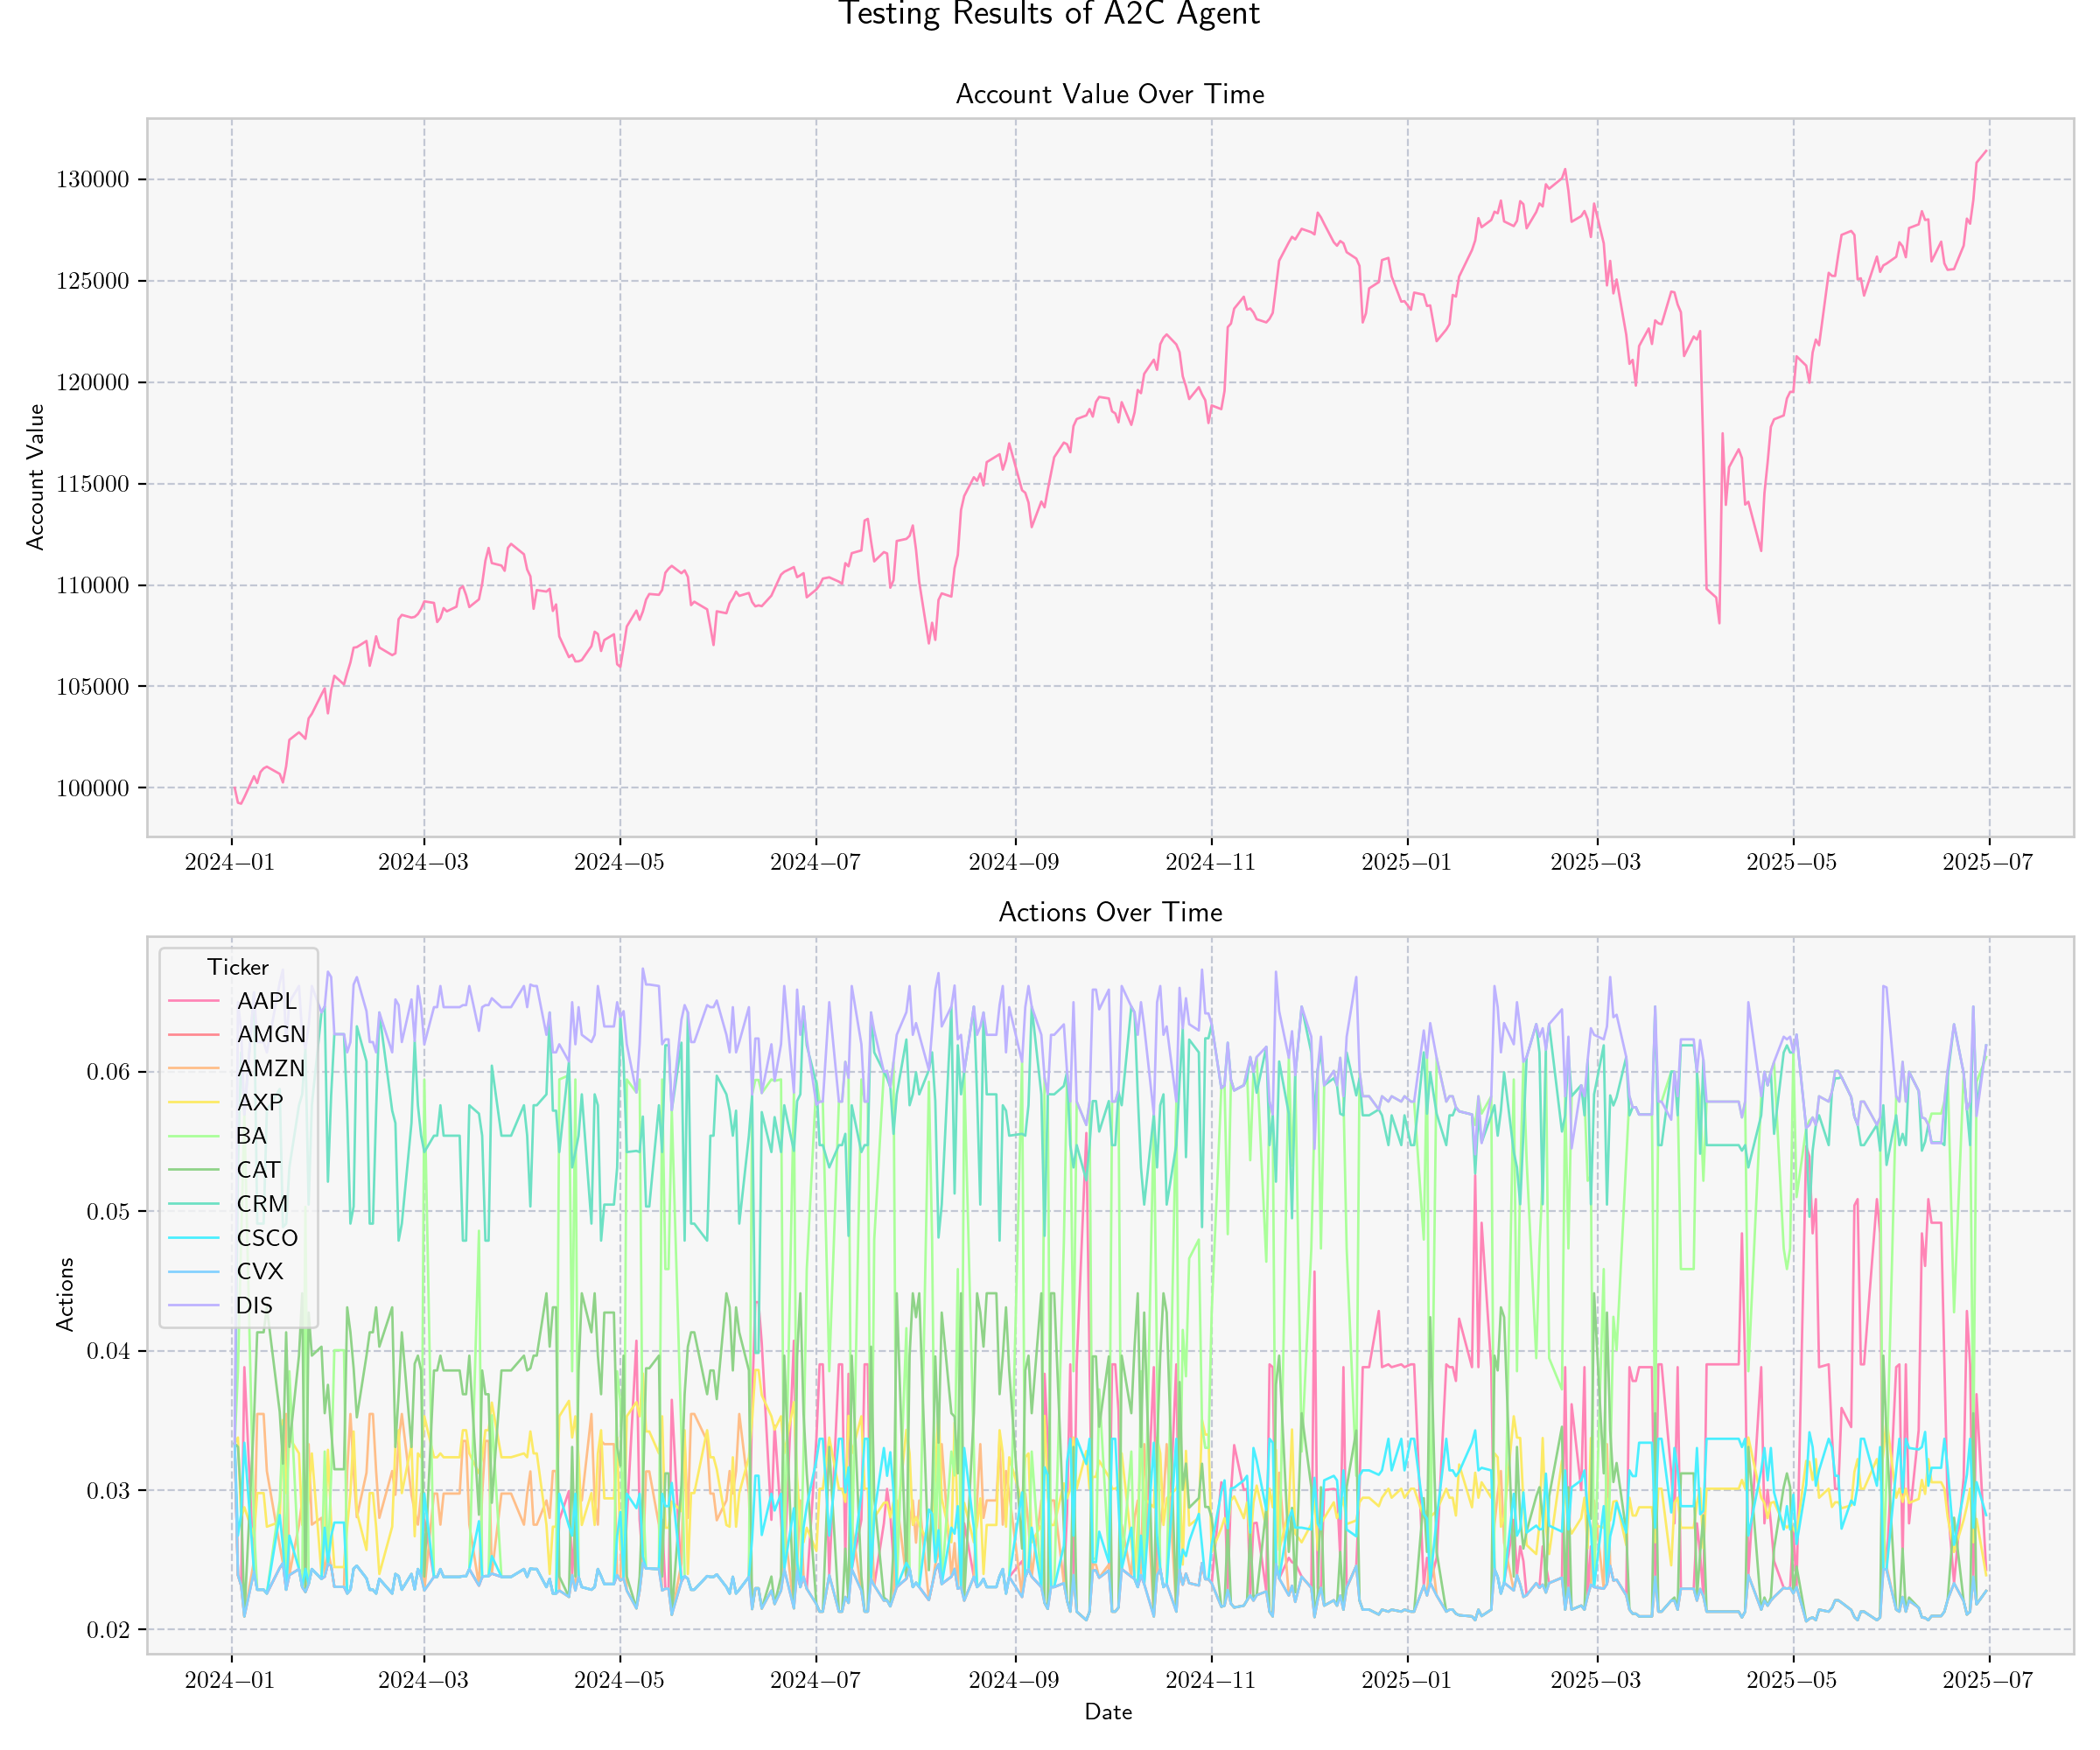 Testing Results of A2C Agent
Account Value Over Time
Account Value
130000
125000
120000
115000
110000
105000
100000
2024−01 2024−03 2024−05 2024−07 2024−09 2024−11 2025−01 2025−03 2025−05 2025−07
Actions Over Time
Actions
0.06
0.05
0.04
0.03
0.02
Ticker
AAPL
AMGN
AMZN
AXP
BA
CAT
CRM
CSCO
CVX
DIS
2024−01 2024−03 2024−05 2024−07 2024−09 2024−11 2025−01 2025−03 2025−05 2025−07
Date